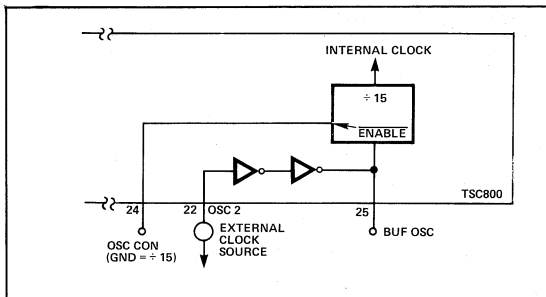 INTERNAL CLOCK
÷ 15
ENABLE
TSC800
24
22
OSC 2
25
OSC CON
(GND = ÷ 15)
EXTERNAL
CLOCK
SOURCE
BUF OSC